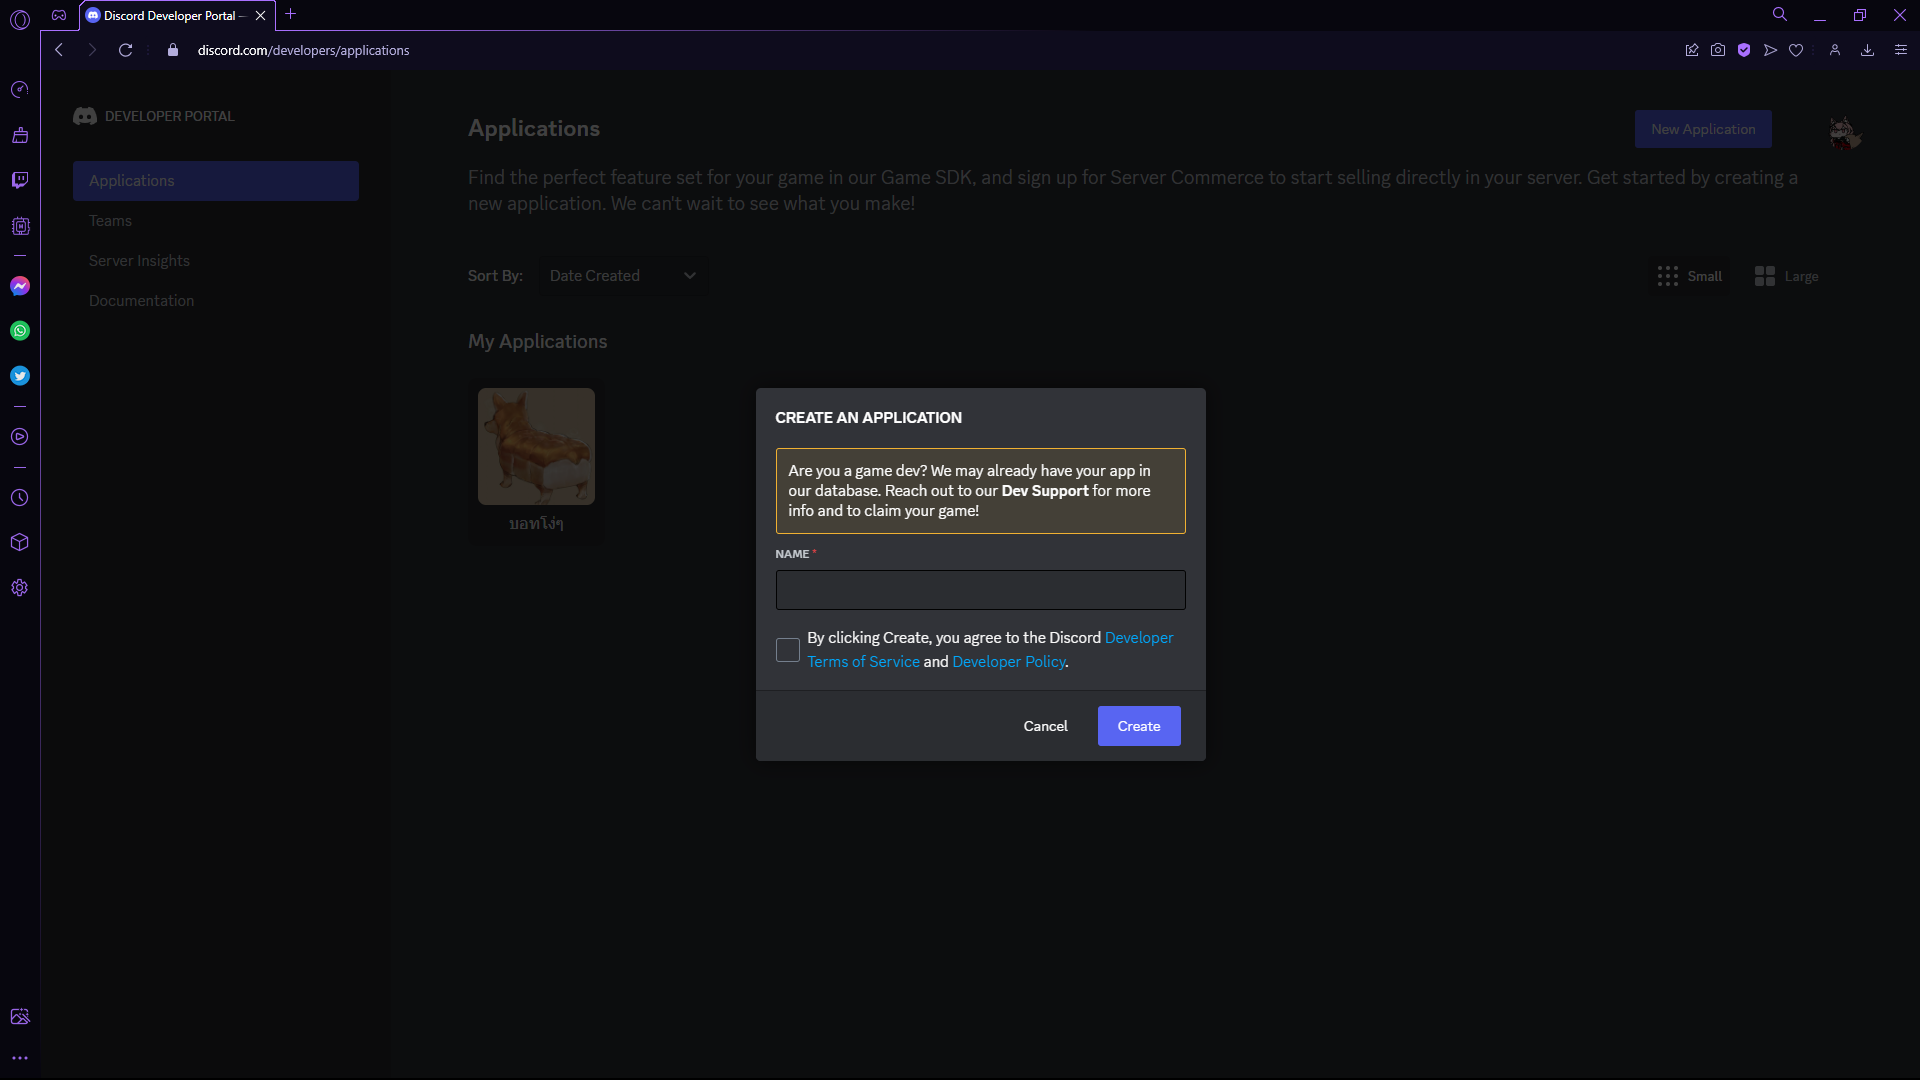 Discord Developer Portal –
discord.com/developers/applications
DEVELOPER PORTAL
Applications
Teams
Server Insights
Documentation
Applications
New Application
Find the perfect feature set for your game in our Game SDK, and sign up for Server Commerce to start selling directly in your server. Get started by creating a
new application. We can't wait to see what you make!
Sort By:
Date Created
Small
Large
My Applications
บอทโง่ๆ
CREATE AN APPLICATION
Are you a game dev? We may already have your app in
our database. Reach out to our Dev Support for more
info and to claim your game!
NAME *
By clicking Create, you agree to the Discord Developer
Terms of Service and Developer Policy.
Cancel
Create